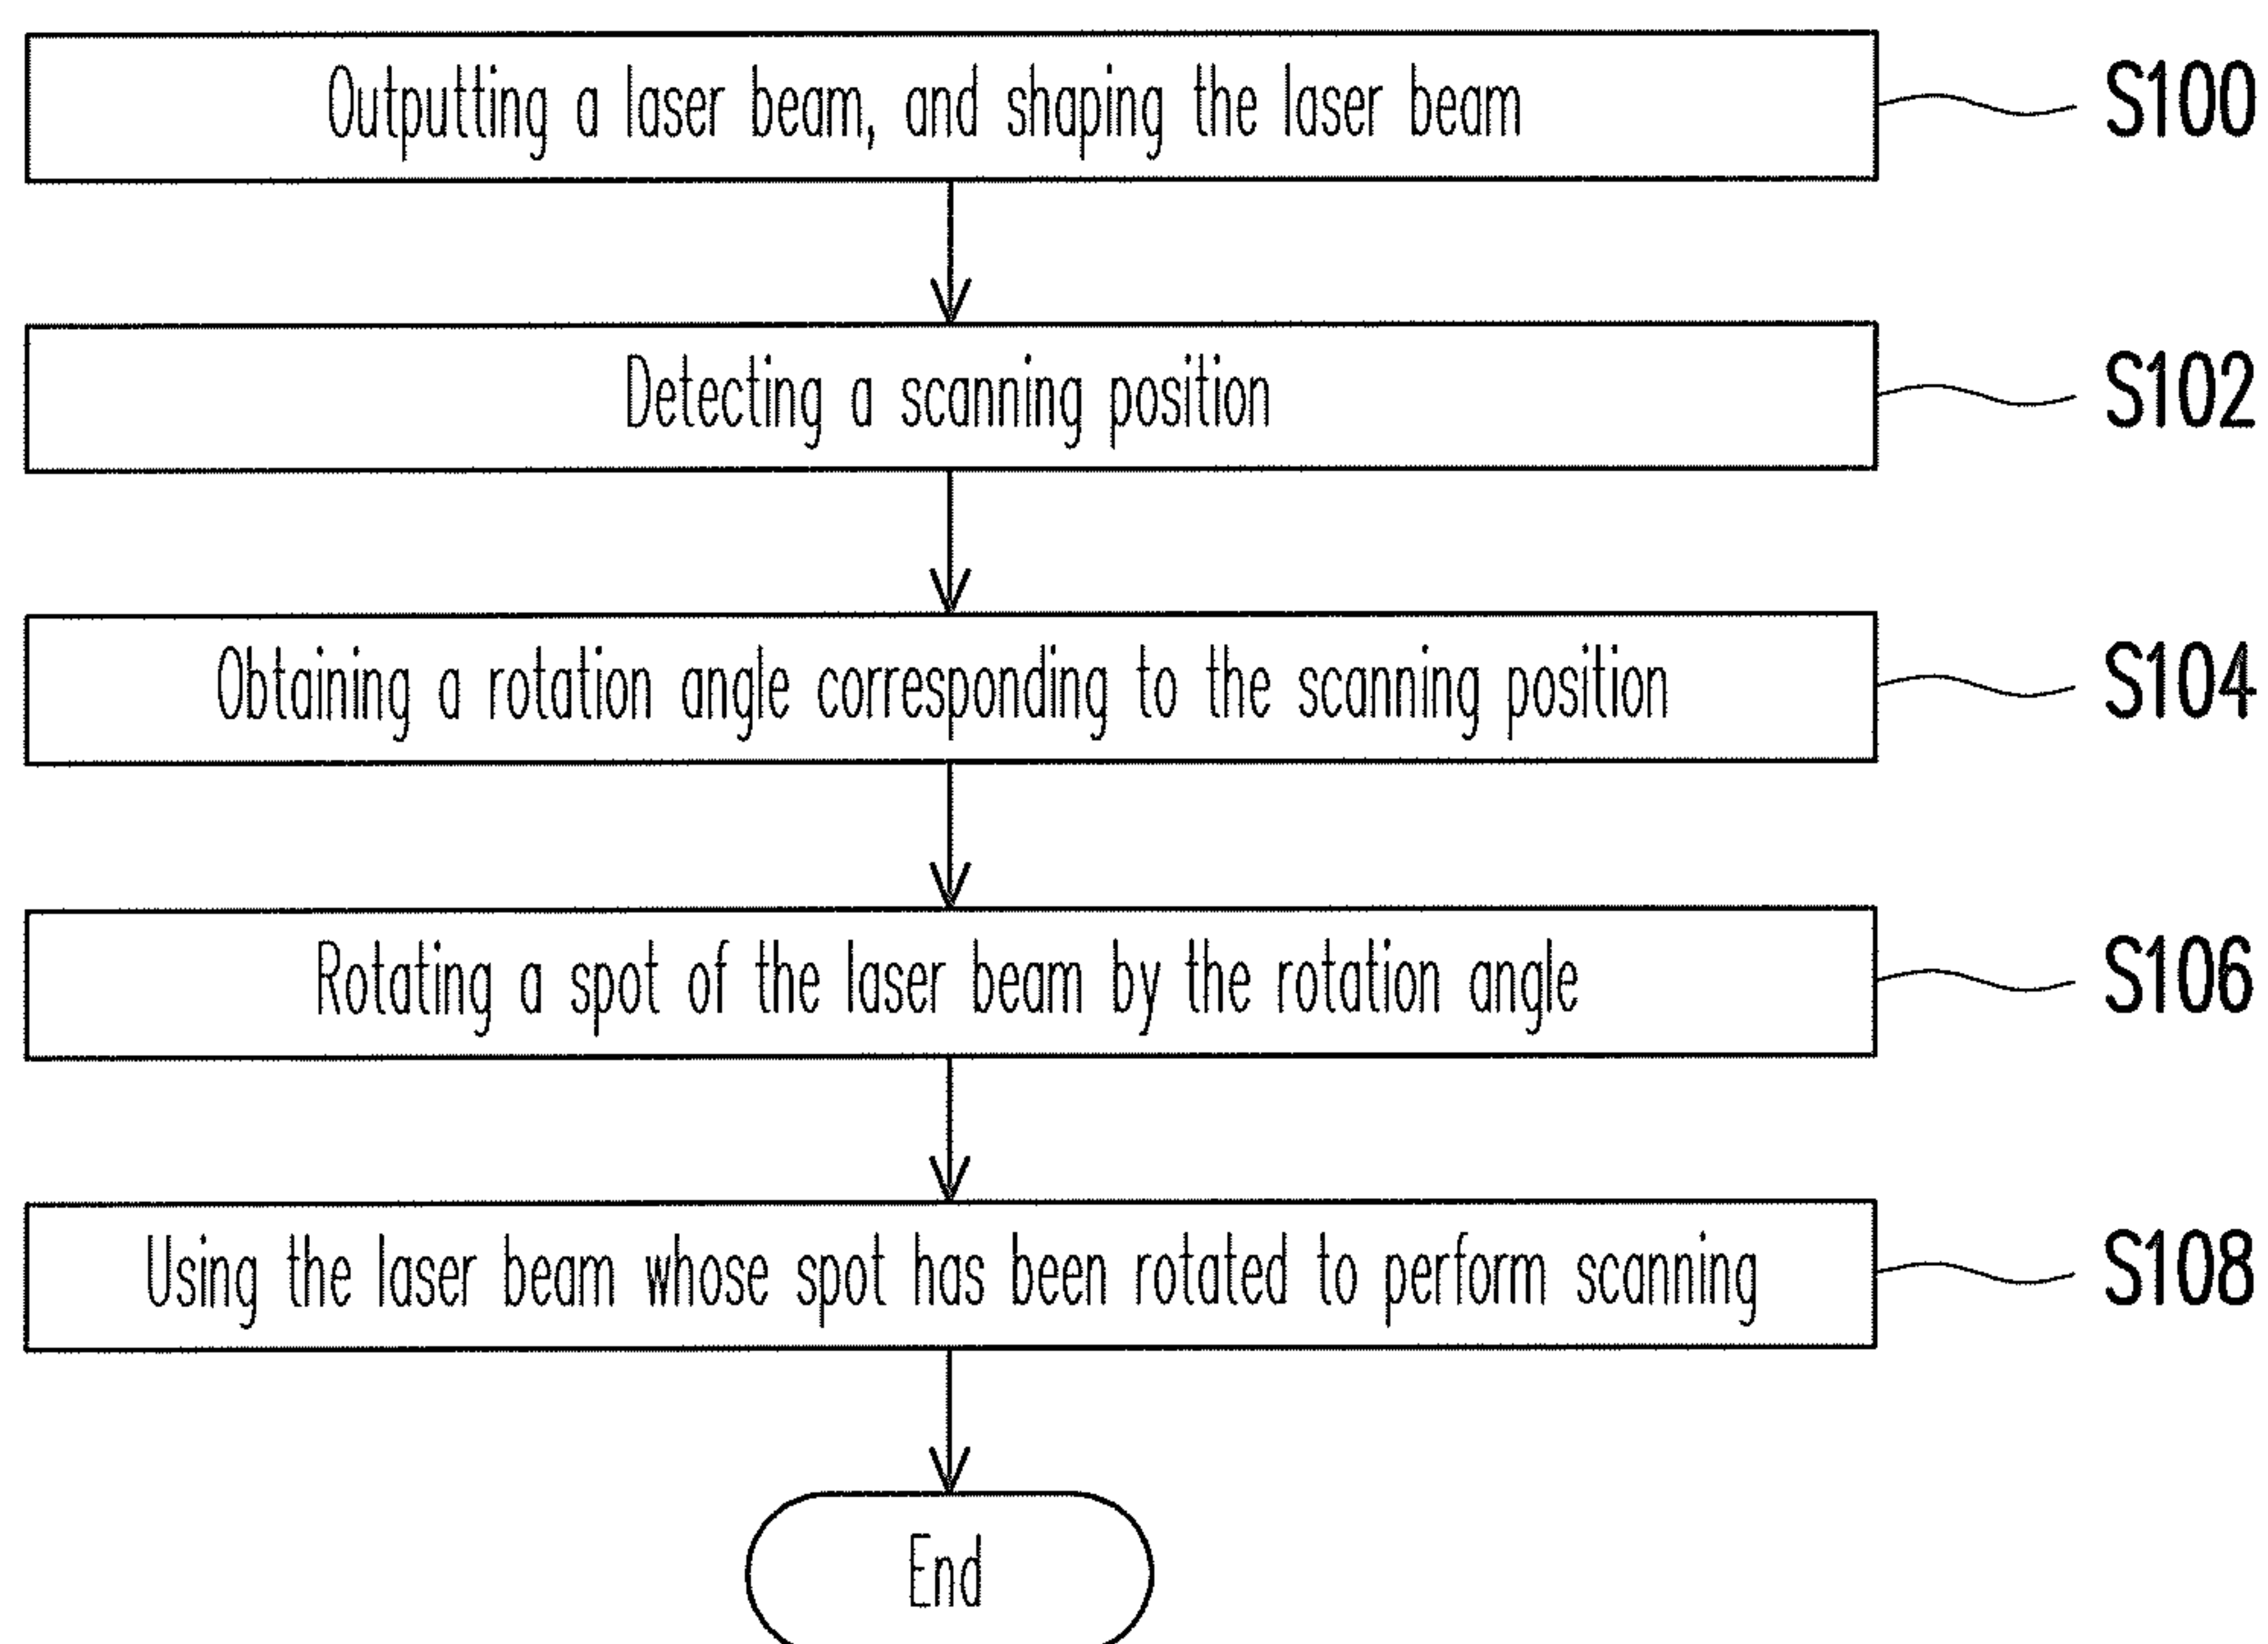 Outputting a laser beam, and shaping the laser beam S100
Detecting a scanning position S102
Obtaining a rotation angle corresponding to the scanning position S104
Rotating a spot of the laser beam by the rotation angle S106
Using the laser beam whose spot has been rotated to perform scanning S108
End